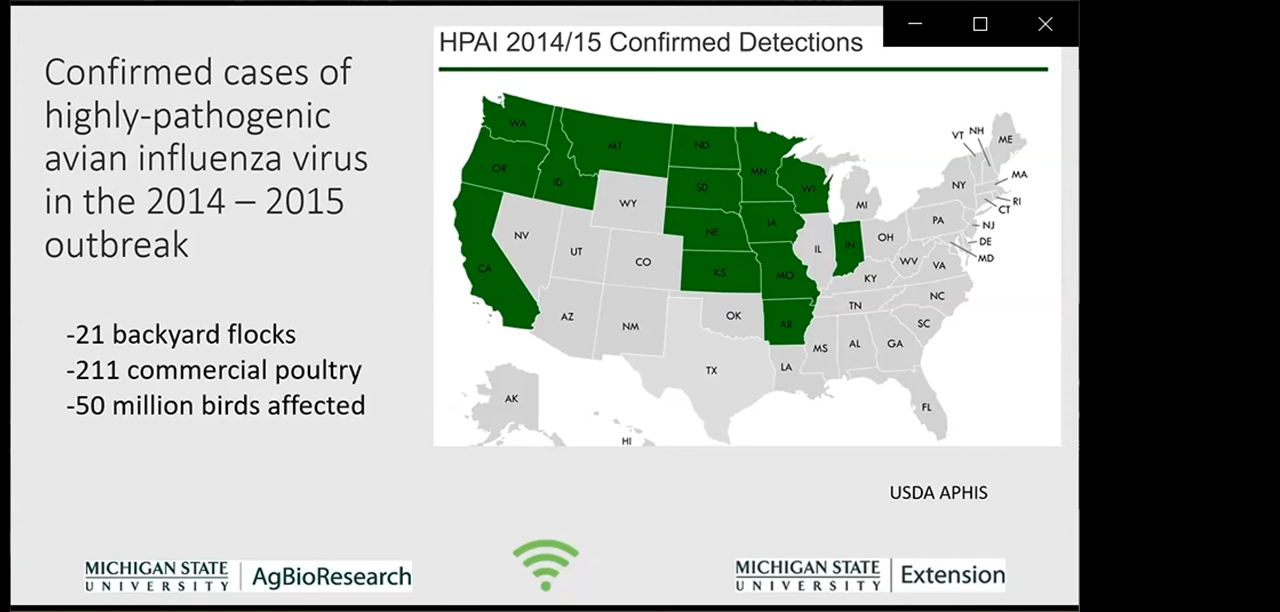 Confirmed cases of
highly-pathogenic
avian influenza virus
in the 2014 – 2015
outbreak
-21 backyard flocks
-211 commercial poultry
-50 million birds affected
HPAI 2014/15 Confirmed Detections
WA
OR
ID
MT
ND
SD
MN
WI
WY
NE
IA
NV
UT
CO
CA
KS
MO
IL
IN
MI
OH
AZ
NM
OK
AR
TX
LA
MS
AL
GA
TN
KY
WV
VA
NC
SC
FL
PA
NY
VT
NH
ME
MA
RI
CT
NJ
DE
MD
AK
HI
USDA APHIS
MICHIGAN STATE
UNIVERSITY
AgBioResearch
MICHIGAN STATE
UNIVERSITY
Extension